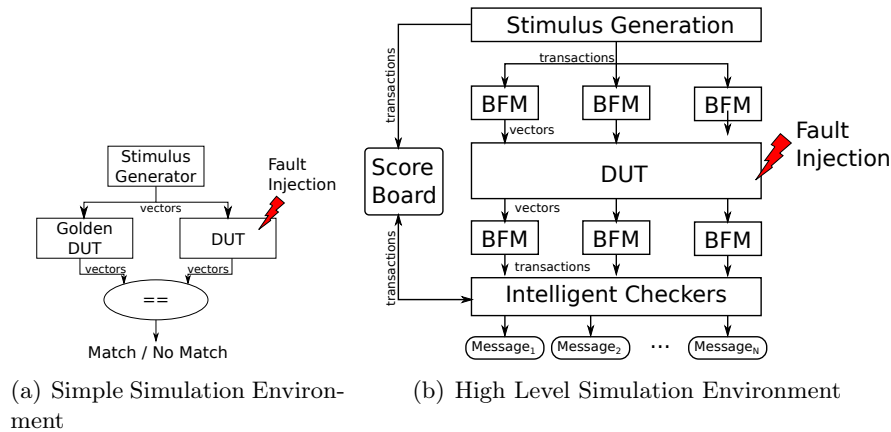 Stimulus
Generator
Fault
Injection
vectors
Golden
DUT
DUT
vectors
vectors
==
Match / No Match
(a) Simple Simulation Environ-
ment
Stimulus Generation
transactions
transactions
BFM
BFM
BFM
vectors
Fault
Injection
Score
Board
DUT
vectors
BFM
BFM
BFM
transactions
transactions
Intelligent Checkers
Message1
Message2
...
MessageN
(b) High Level Simulation Environment